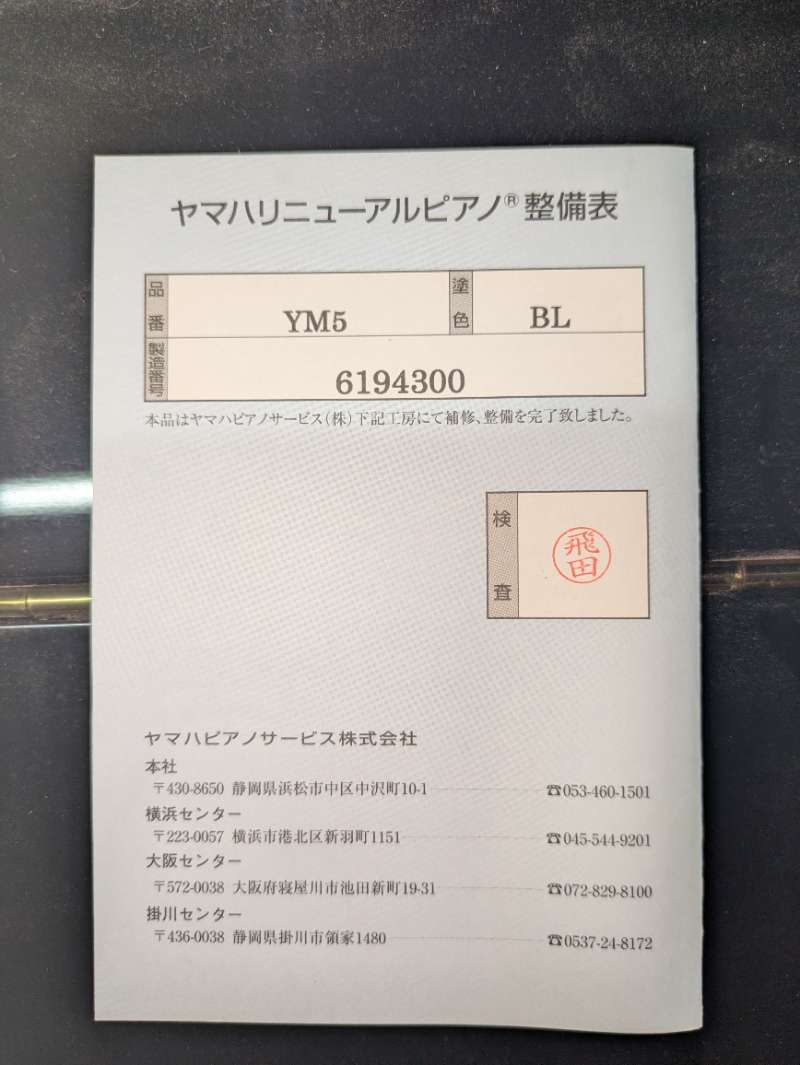 ヤマハリニューアルピアノ® 整備表
品番 YM5 塗色 BL
製造番号 6194300
本品はヤマハピアノサービス(株)下記工房にて補修、整備を完了致しました。
検査 飛田
ヤマハピアノサービス株式会社
本社
〒430-8650 静岡県浜松市中区中沢町10-1 ☎053-460-1501
横浜センター
〒223-0057 横浜市港北区新羽町1151 ☎045-544-9201
大阪センター
〒572-0038 大阪府寝屋川市池田新町19-31 ☎072-829-8100
掛川センター
〒436-0038 静岡県掛川市領家1480 ☎0537-24-8172